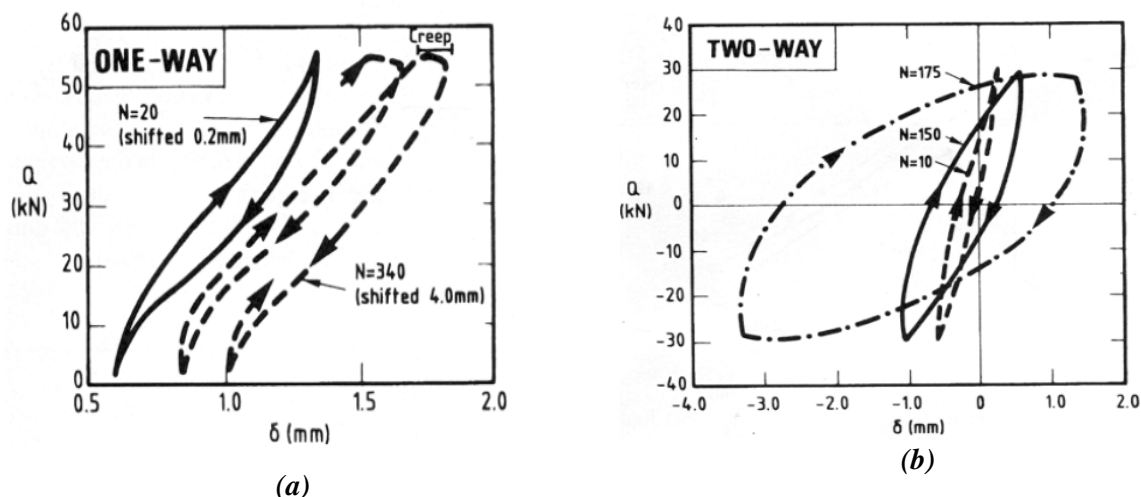 ONE-WAY
Creep
N=20
(shifted 0.2mm)
N=340
(shifted 4.0mm)
Q
(kN)
60
50
40
30
20
10
0
0.5
1.0
1.5
2.0
δ (mm)
(a)
TWO-WAY
N=175
N=150
N=10
Q
(kN)
40
30
20
10
0
-10
-20
-30
-40
-4.0
-3.0
-2.0
-1.0
0
1.0
2.0
δ (mm)
(b)